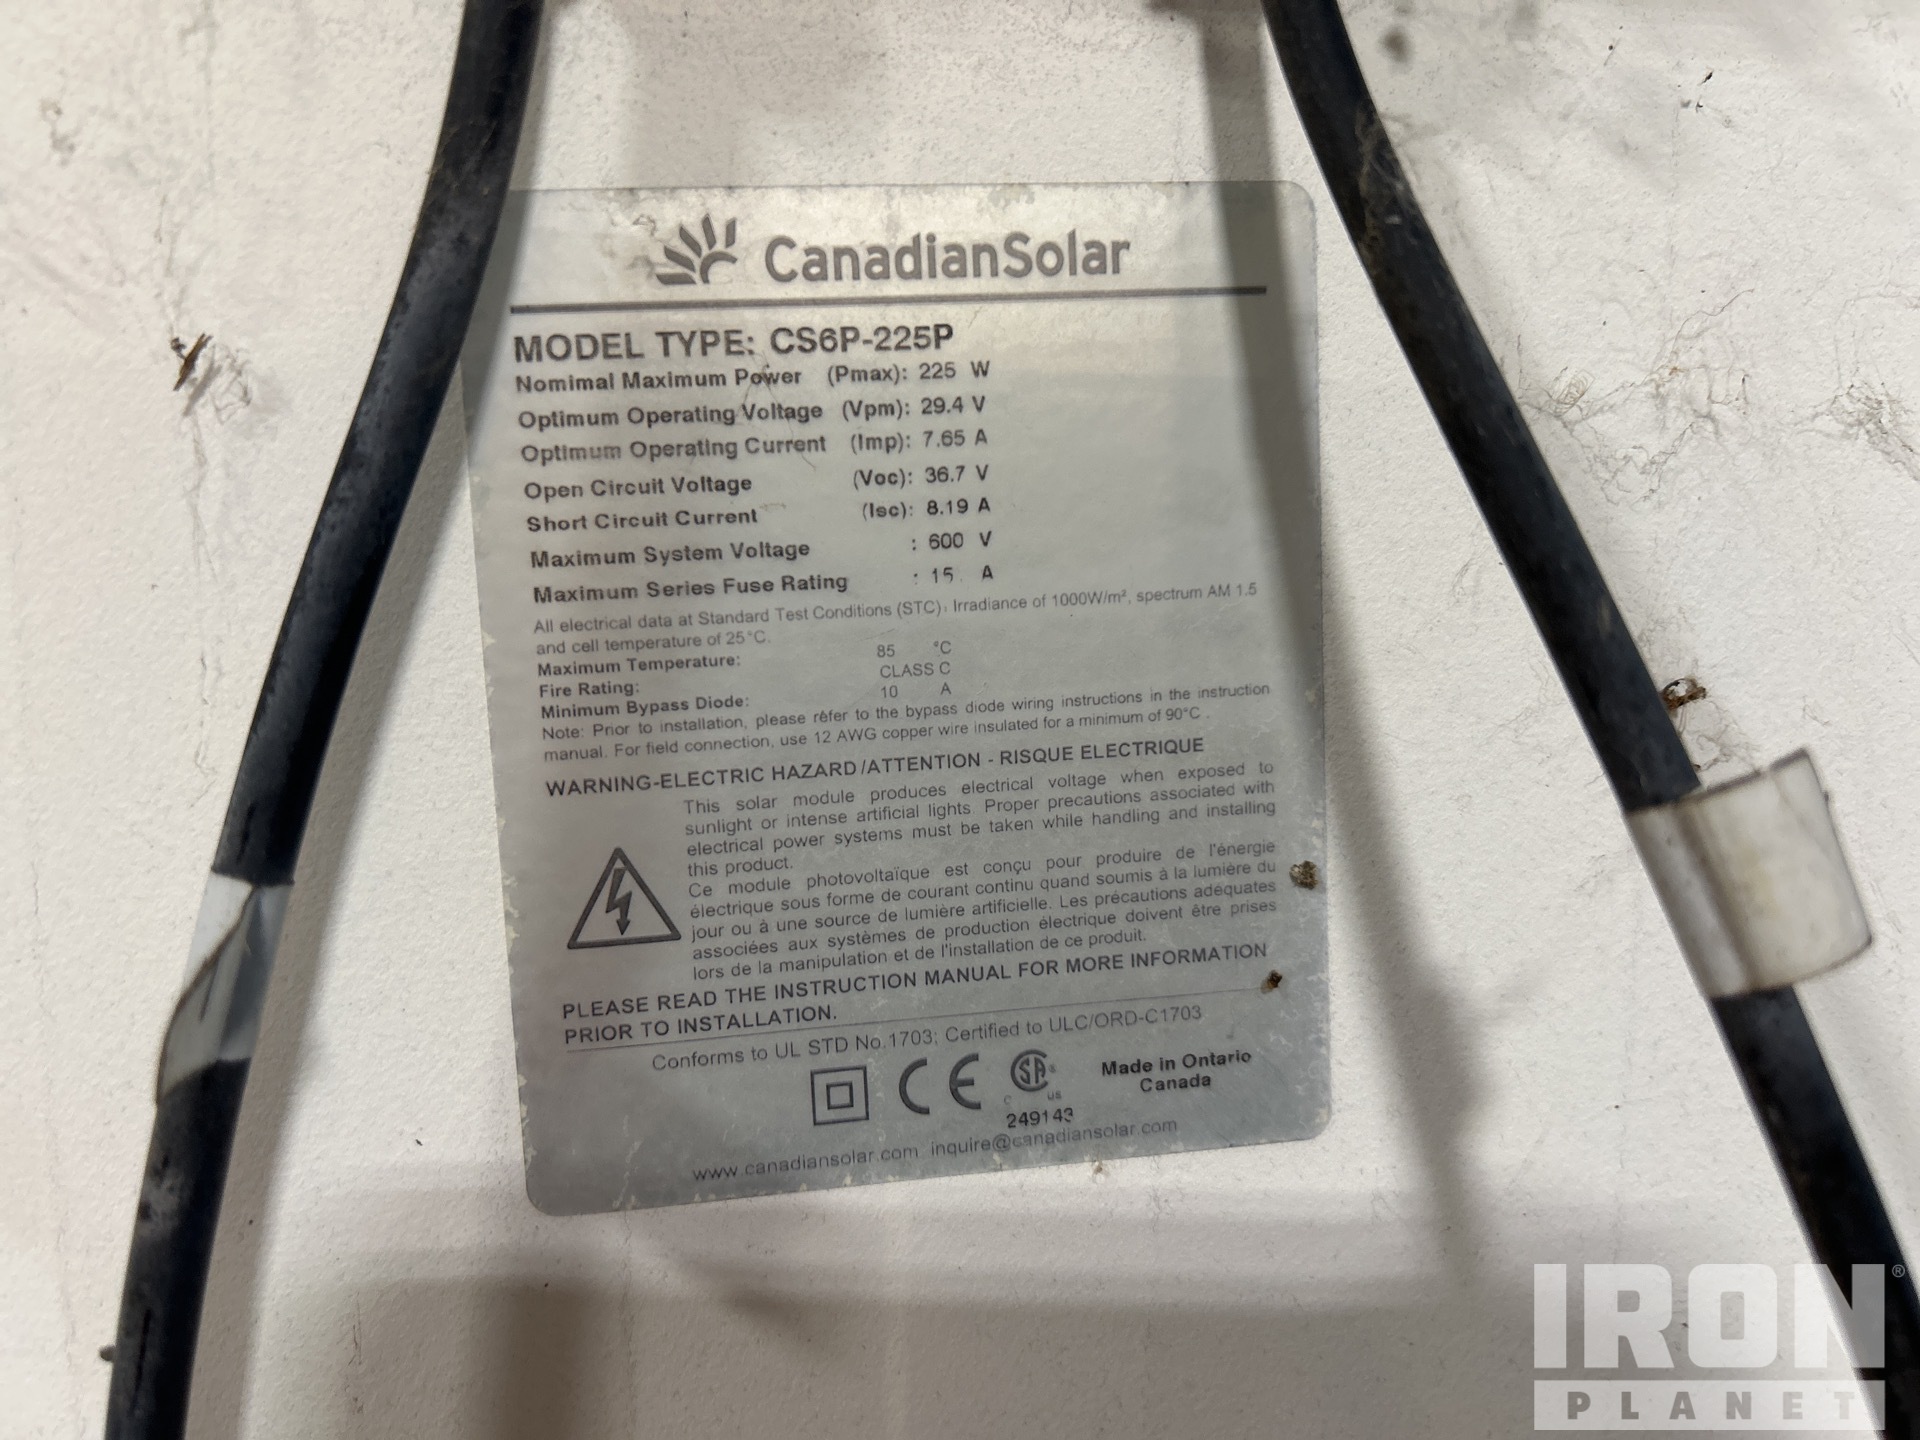 CanadianSolar
MODEL TYPE: CS6P-225P
Nomimal Maximum Power (Pmax): 225 W
Optimum Operating Voltage (Vpm): 29.4 V
Optimum Operating Current (Imp): 7.65 A
Open Circuit Voltage (Voc): 36.7 V
Short Circuit Current (Isc): 8.19 A
Maximum System Voltage : 600 V
Maximum Series Fuse Rating : 15 A
All electrical data at Standard Test Conditions (STC): Irradiance of 1000W/m², spectrum AM 1.5
and cell temperature of 25°C.
Maximum Temperature: 85 °C
Fire Rating: CLASS C
Minimum Bypass Diode: 10 A
Note: Prior to installation, please refer to the bypass diode wiring instructions in the instruction
manual. For field connection, use 12 AWG copper wire insulated for a minimum of 90°C .
WARNING-ELECTRIC HAZARD/ATTENTION - RISQUE ELECTRIQUE
This solar module produces electrical voltage when exposed to
sunlight or intense artificial lights. Proper precautions associated with
electrical power systems must be taken while handling and installing
this product.
Ce module photovoltaïque est conçu pour produire de l'énergie
électrique sous forme de courant continu quand soumis à la lumière du
jour ou à une source de lumière artificielle. Les précautions adéquates
associées aux systèmes de production électrique doivent être prises
lors de la manipulation et de l'installation de ce produit.
PLEASE READ THE INSTRUCTION MANUAL FOR MORE INFORMATION
PRIOR TO INSTALLATION.
Conforms to UL STD No.1703; Certified to ULC/ORD-C1703
CE
SA®
C US
249143
Made in Ontario
Canada
www.canadiansolar.com inquire@canadiansolar.com
IRON®
PLANET